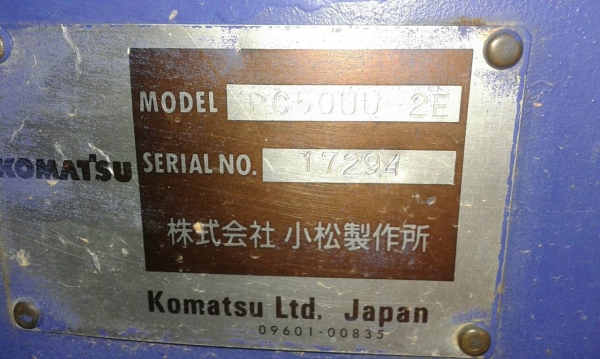 MODEL PC50UU-2E
KOMATSU SERIAL NO. 17294
株式会社 小松製作所
Komatsu Ltd. Japan
09601-00835